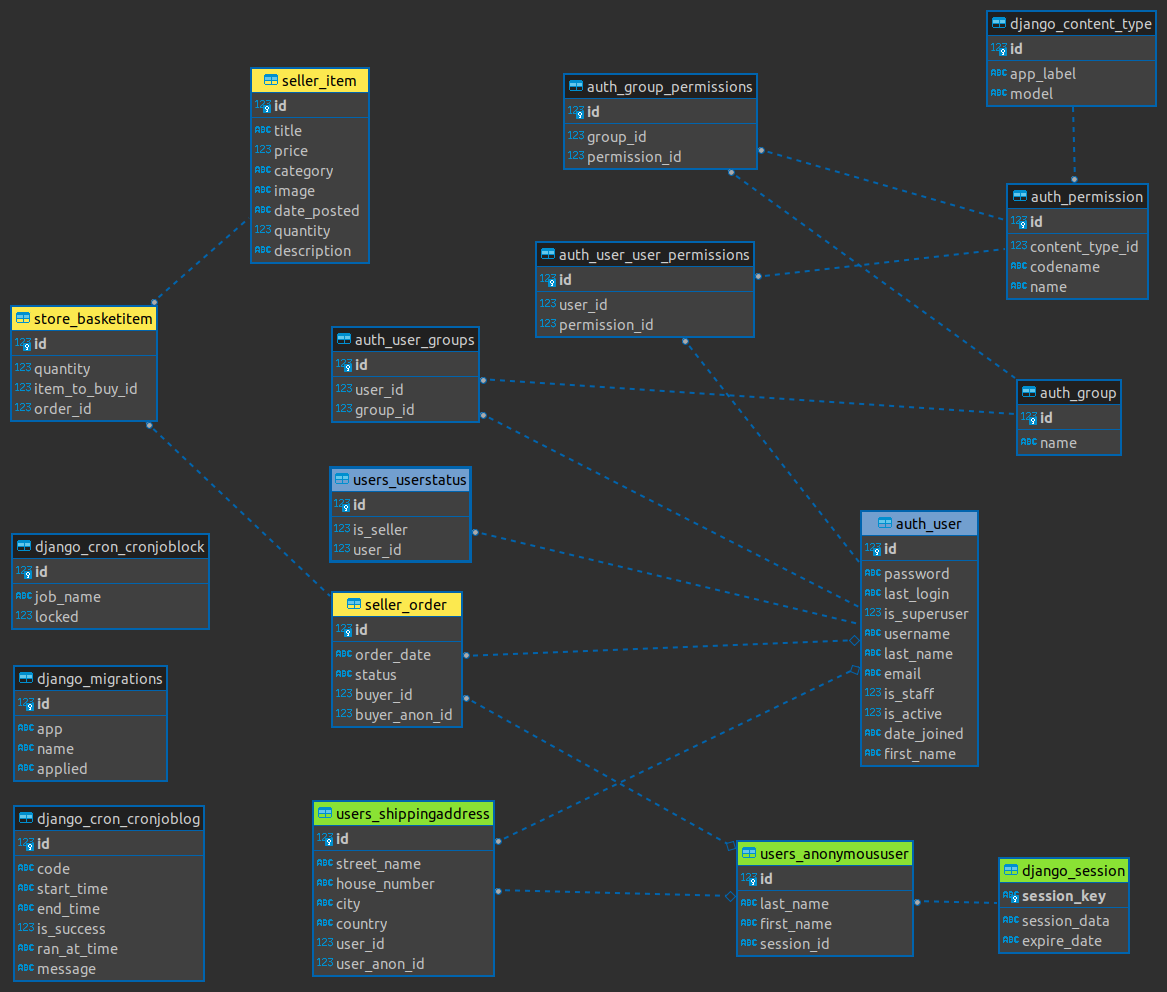 django_content_type
123 id
ABC app_label
ABC model
seller_item
123 id
ABC title
123 price
ABC category
ABC image
ABC date_posted
123 quantity
ABC description
auth_group_permissions
123 id
123 group_id
123 permission_id
auth_permission
123 id
123 content_type_id
ABC codename
ABC name
auth_user_user_permissions
123 id
123 user_id
123 permission_id
store_basketitem
123 id
123 quantity
123 item_to_buy_id
123 order_id
auth_user_groups
123 id
123 user_id
123 group_id
auth_group
123 id
ABC name
users_userstatus
123 id
123 is_seller
123 user_id
auth_user
123 id
ABC password
ABC last_login
123 is_superuser
ABC username
ABC last_name
ABC email
123 is_staff
123 is_active
ABC date_joined
ABC first_name
django_cron_cronjoblock
123 id
ABC job_name
123 locked
seller_order
123 id
ABC order_date
ABC status
123 buyer_id
123 buyer_anon_id
django_migrations
123 id
ABC app
ABC name
ABC applied
django_cron_cronjoblog
123 id
ABC code
ABC start_time
ABC end_time
123 is_success
ABC ran_at_time
ABC message
users_shippingaddress
123 id
ABC street_name
ABC house_number
ABC city
ABC country
123 user_id
123 user_anon_id
users_anonymoususer
123 id
ABC last_name
ABC first_name
ABC session_id
django_session
ABC session_key
ABC session_data
ABC expire_date